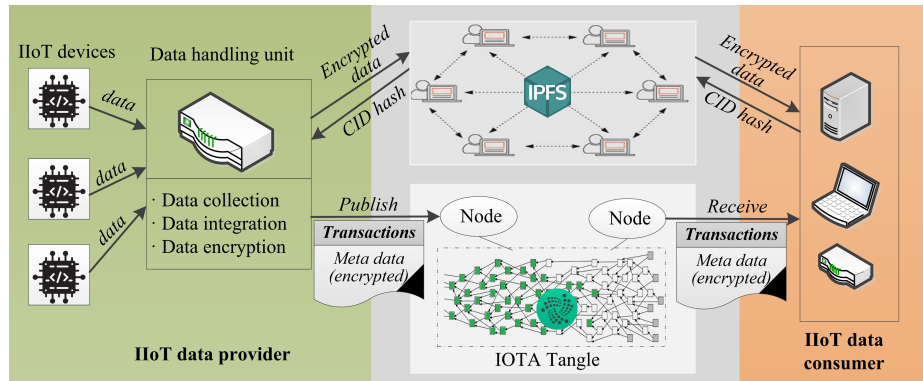 IIoT devices
Data handling unit
data
data
data
· Data collection
· Data integration
· Data encryption
IIoT data provider
Encrypted
data
CID hash
IPFS
Encrypted
data
CID hash
Publish
Transactions
Meta data
(encrypted)
Node
Node
IOTA Tangle
Receive
Transactions
Meta data
(encrypted)
IIoT data
consumer